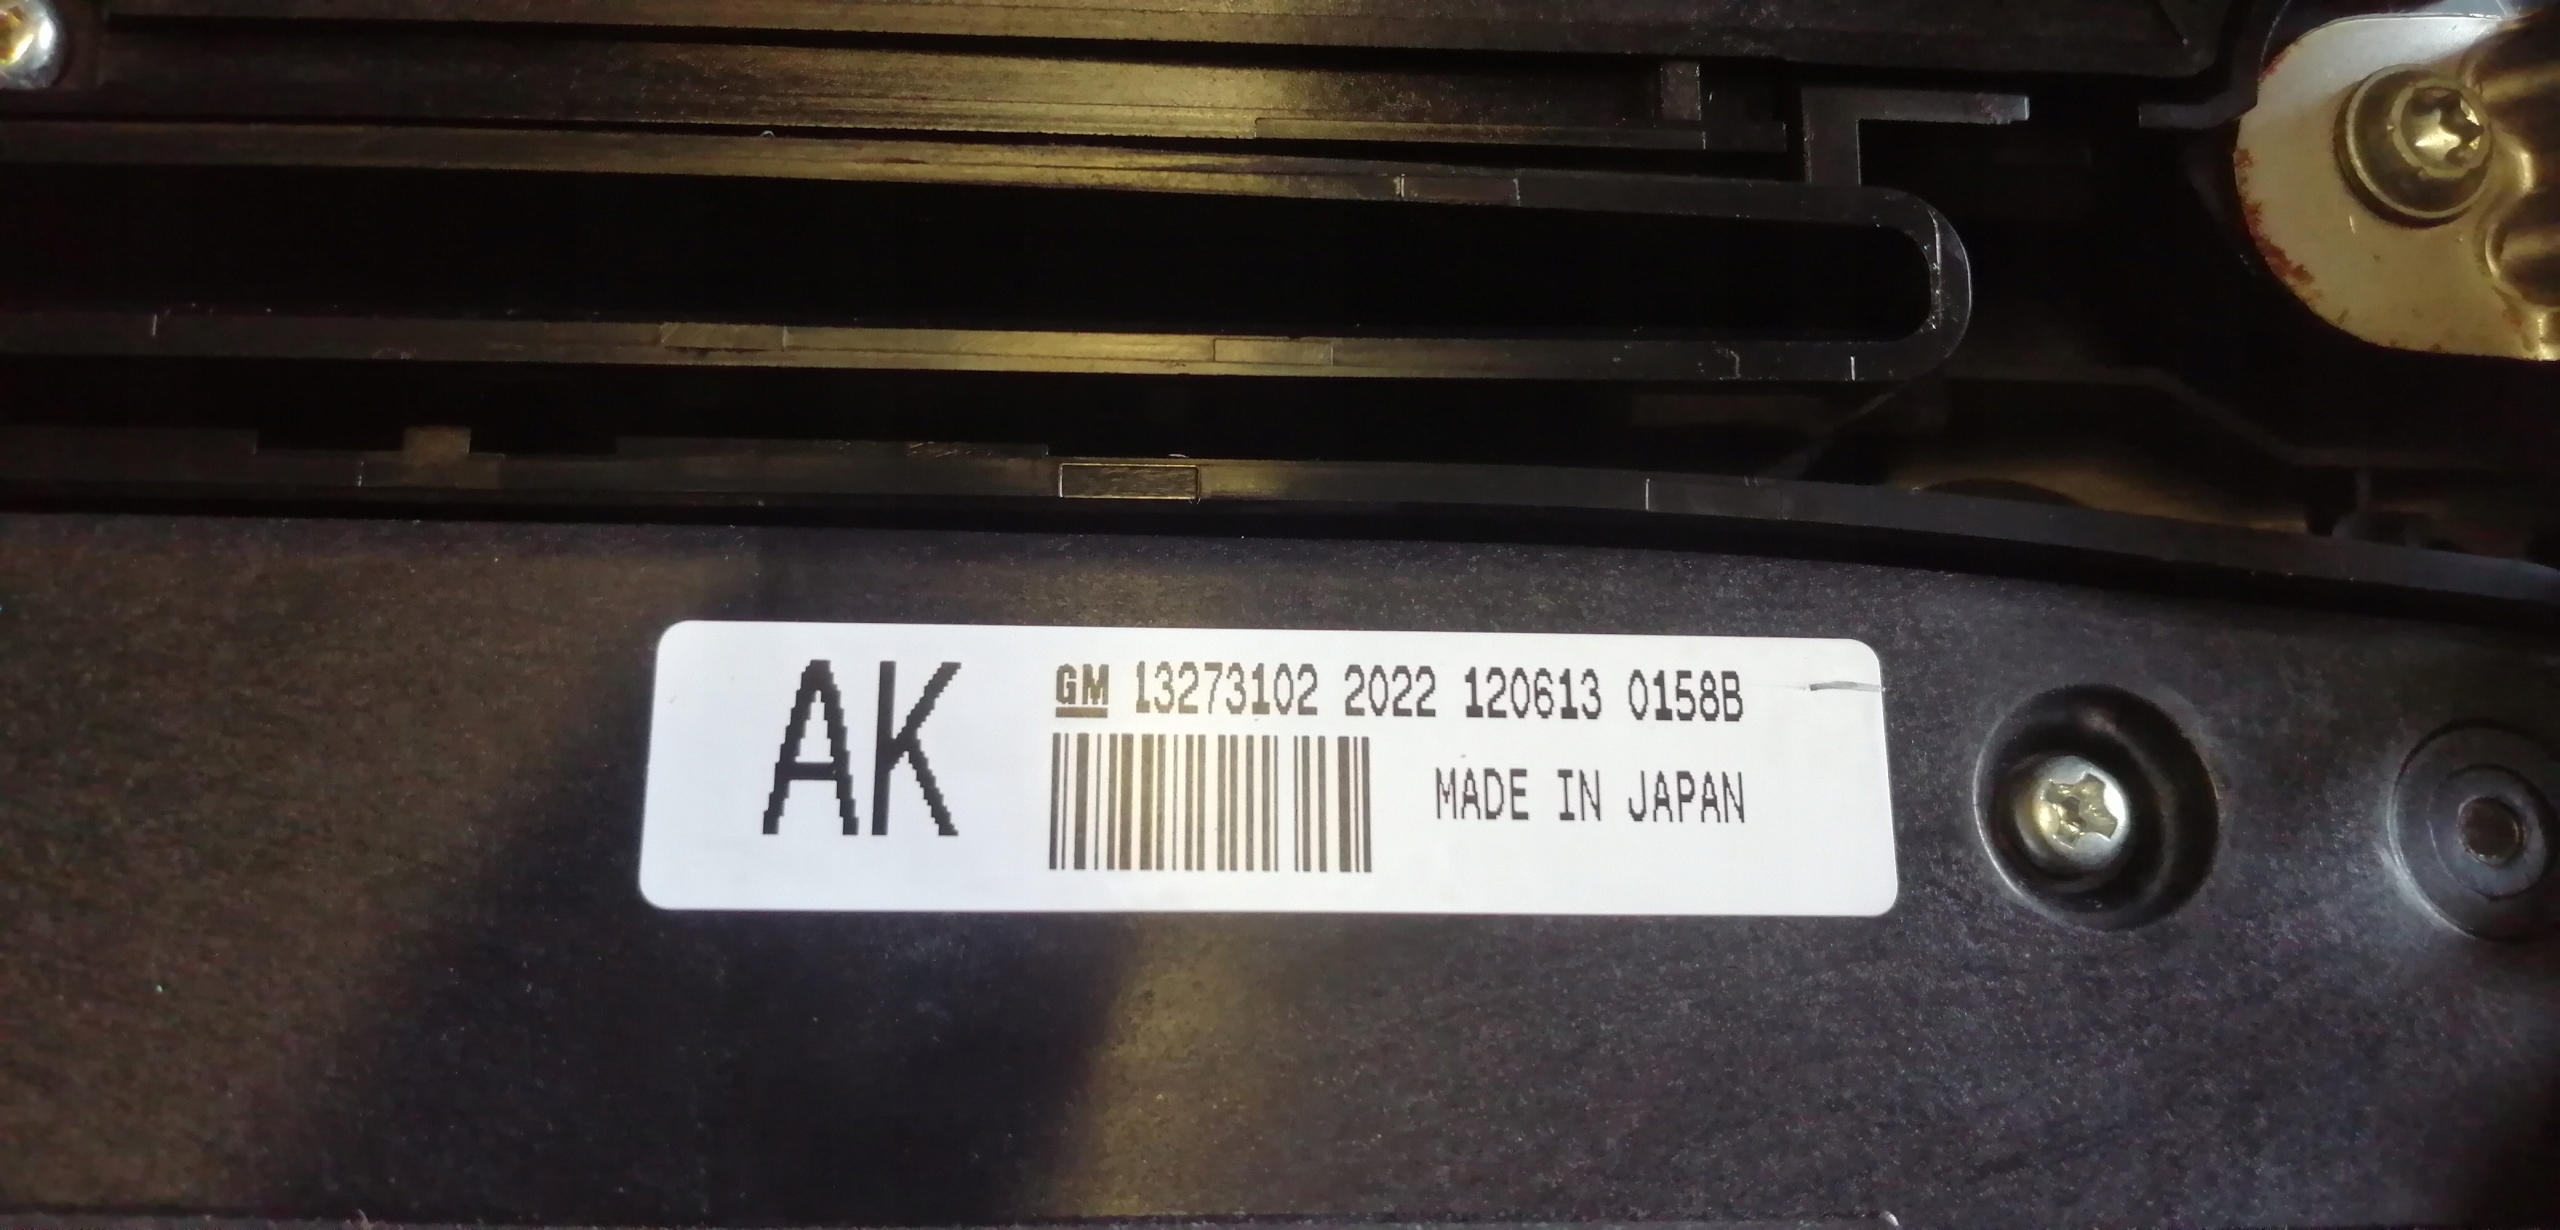 AK
GM 13273102 2022 120613 0158B
MADE IN JAPAN